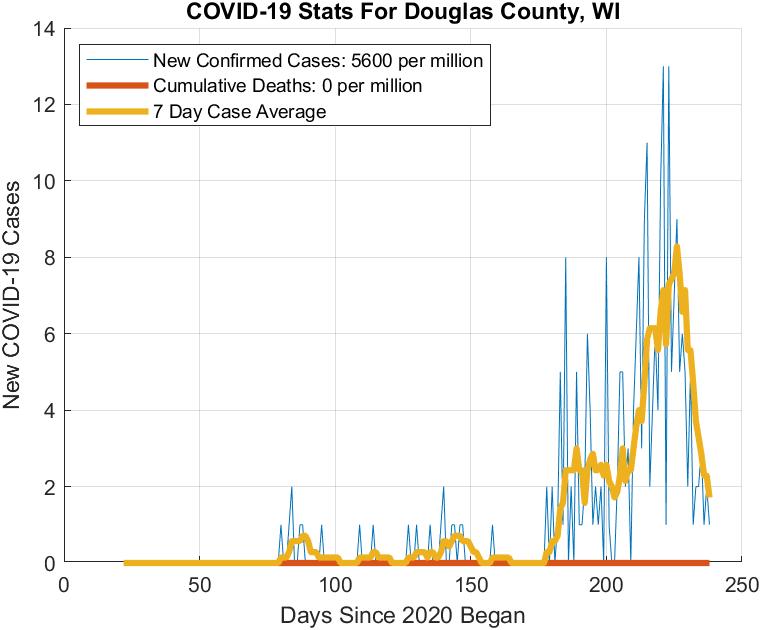 COVID-19 Stats For Douglas County, WI
14
12
10
8
6
4
2
0
New COVID-19 Cases
New Confirmed Cases: 5600 per million
Cumulative Deaths: 0 per million
7 Day Case Average
0 50 100 150 200 250
Days Since 2020 Began